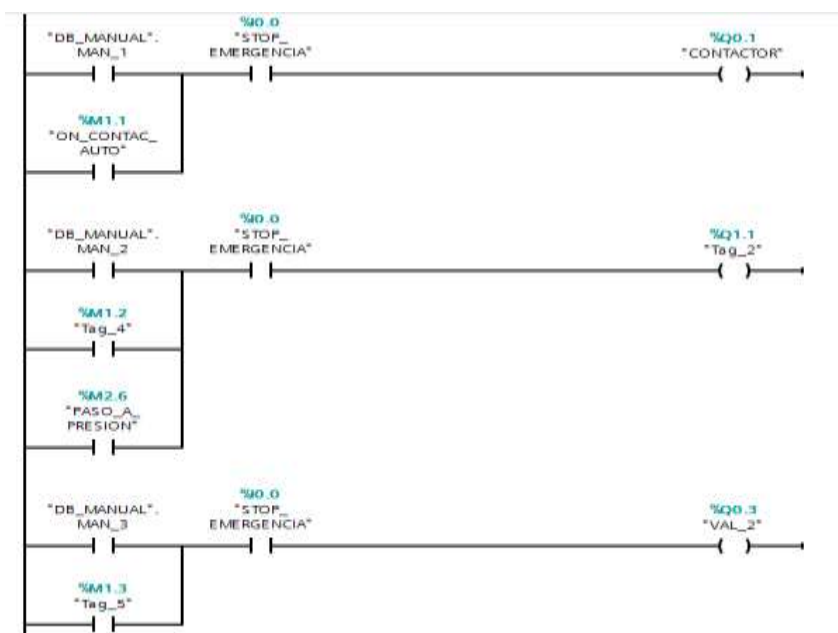 "DB_MANUAL".
MAN_1
%I0.0
"STOP_
EMERGENCIA"
%Q0.1
"CONTACTOR"
%M1.1
"ON_CONTAC_
AUTO"
"DB_MANUAL".
MAN_2
%I0.0
"STOP_
EMERGENCIA"
%Q1.1
"Tag_2"
%M1.2
"Tag_4"
%M2.6
"PASO_A_
PRESION"
"DB_MANUAL".
MAN_3
%I0.0
"STOP_
EMERGENCIA"
%Q0.3
"VAL_2"
%M1.3
"Tag_5"